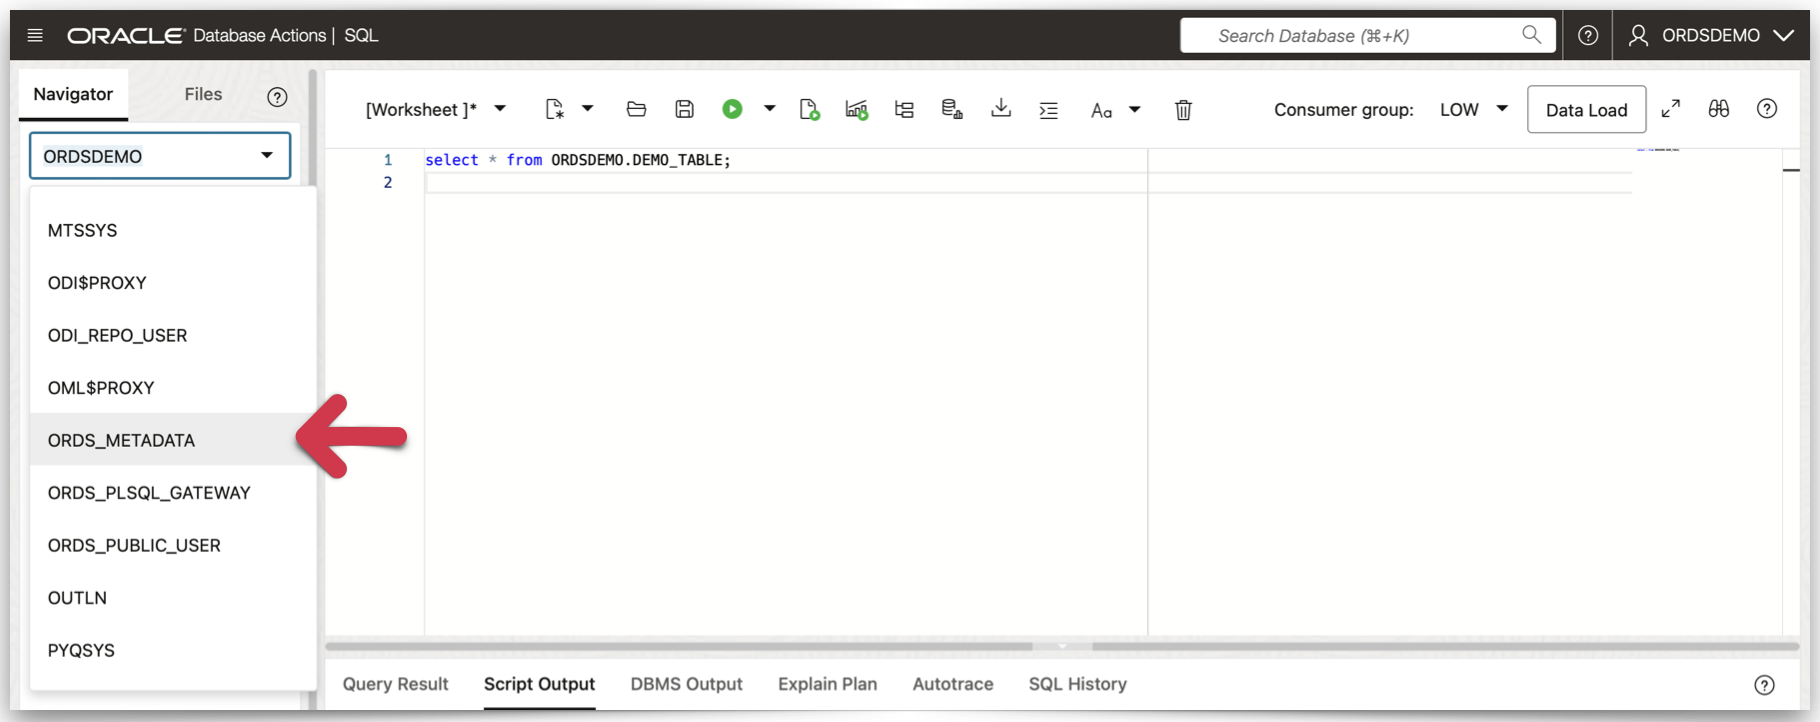 ORACLE® Database Actions | SQL
Search Database (⌘+K)
ORDSDEMO
Navigator
Files
[Worksheet ]*
Aa
Consumer group:
LOW
Data Load
ORDSDEMO
1 select * from ORDSDEMO.DEMO_TABLE;
2
MTSSYS
ODI$PROXY
ODI_REPO_USER
OML$PROXY
ORDS_METADATA
ORDS_PLSQL_GATEWAY
ORDS_PUBLIC_USER
OUTLN
PYQSYS
Query Result
Script Output
DBMS Output
Explain Plan
Autotrace
SQL History